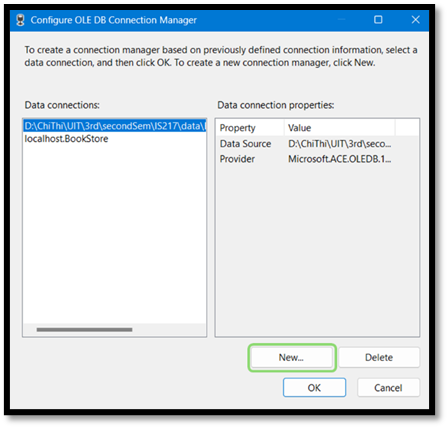 Configure OLE DB Connection Manager
To create a connection manager based on previously defined connection information, select a
data connection, and then click OK. To create a new connection manager, click New.
Data connections:
D:\ChiThi\UIT\3rd\secondSem\IS217\data\
localhost.BookStore
Data connection properties:
Property Value
Data Source D:\ChiThi\UIT\3rd\seco...
Provider Microsoft.ACE.OLEDB.1...
New... Delete
OK Cancel